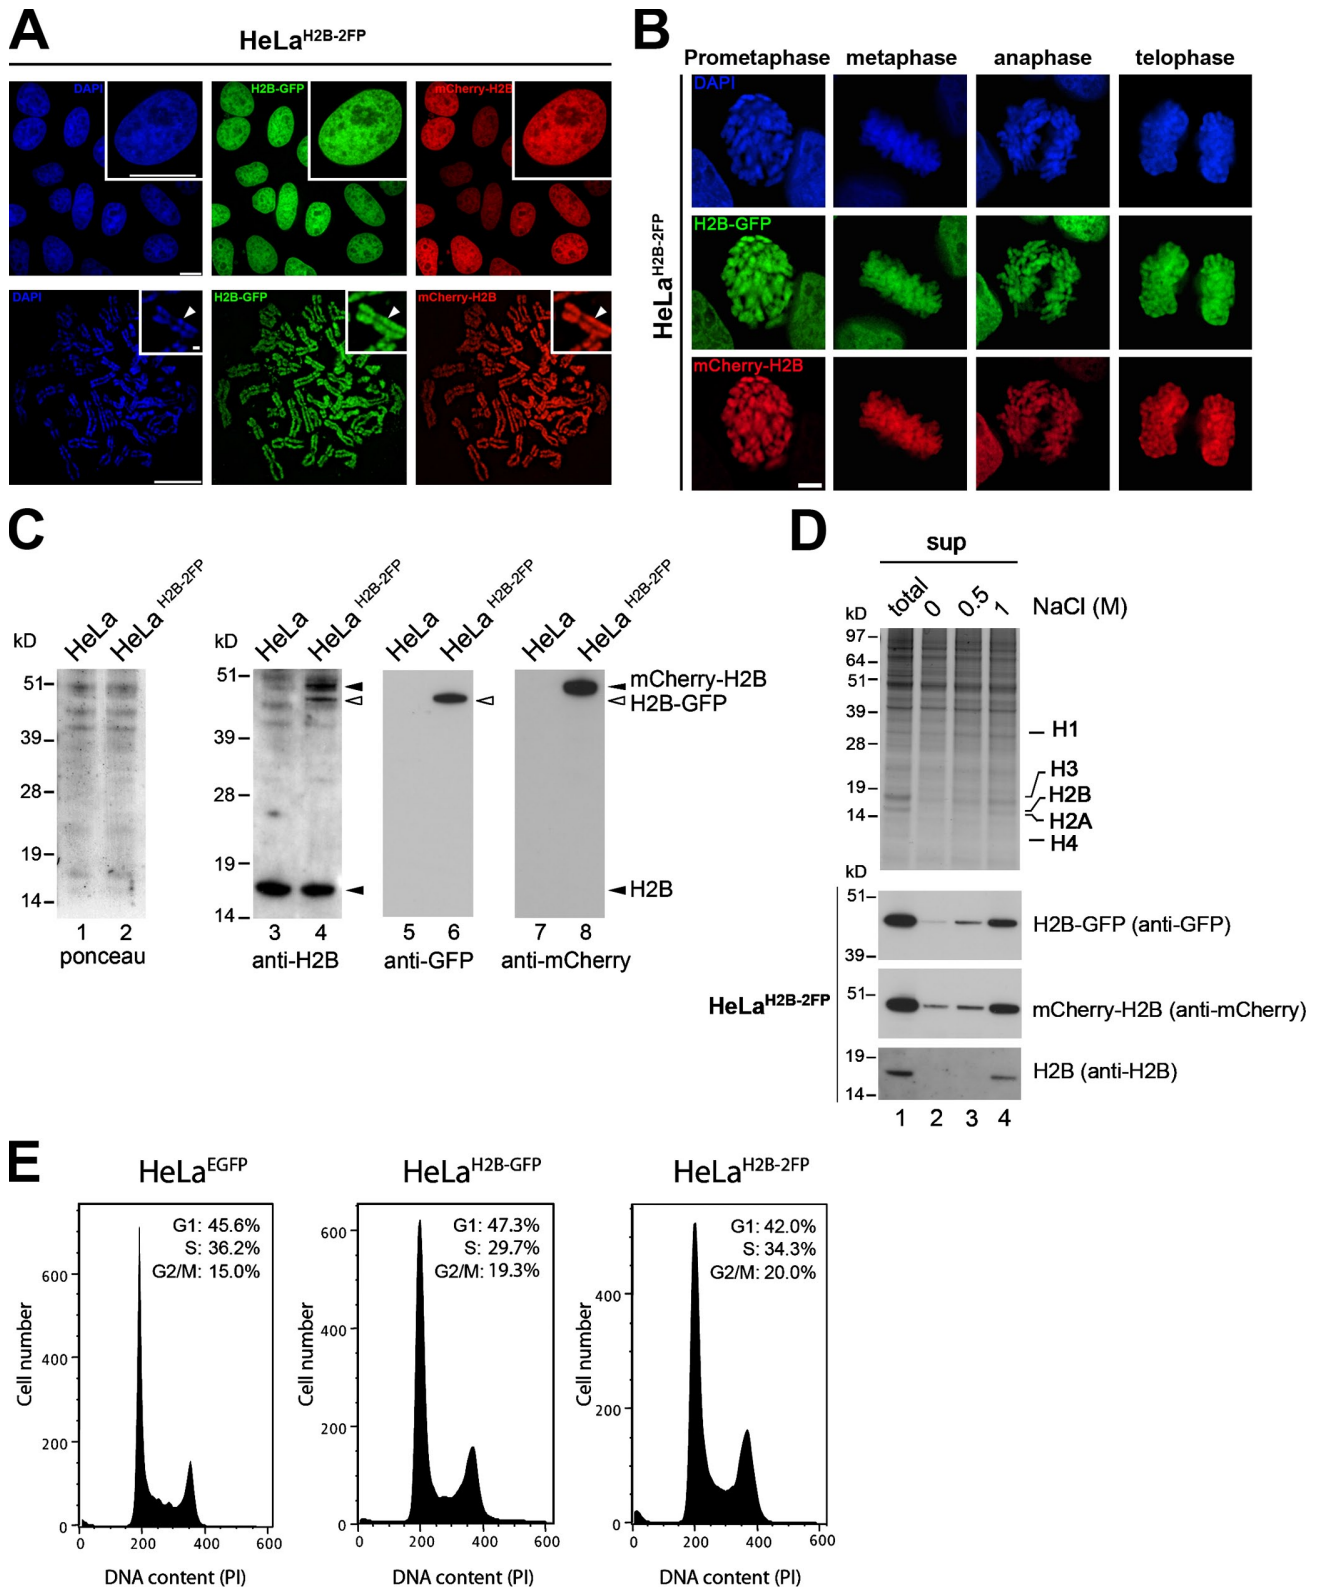 A
HeLaH2B-2FP
DAPI
H2B-GFP
mCherry-H2B
DAPI
H2B-GFP
mCherry-H2B
B
Prometaphase metaphase anaphase telophase
HeLaH2B-2FP
DAPI
H2B-GFP
mCherry-H2B
C
kD
HeLa
HeLa H2B-2FP
51
39
28
19
14
1 2
ponceau
kD
HeLa
HeLa H2B-2FP
51
39
28
19
14
3 4
anti-H2B
HeLa
HeLa H2B-2FP
5 6
anti-GFP
HeLa
HeLa H2B-2FP
mCherry-H2B
H2B-GFP
H2B
7 8
anti-mCherry
D
sup
kD
total 0 0.5 1 NaCl (M)
97
64
51
39
28
19
14
H1
H3
H2B
H2A
H4
kD
51
39
H2B-GFP (anti-GFP)
51
mCherry-H2B (anti-mCherry)
19
14
H2B (anti-H2B)
HeLaH2B-2FP
1 2 3 4
E
HeLaEGFP
G1: 45.6%
S: 36.2%
G2/M: 15.0%
Cell number
600
400
200
0
0 200 400 600
DNA content (PI)
HeLaH2B-GFP
G1: 47.3%
S: 29.7%
G2/M: 19.3%
Cell number
600
400
200
0
0 200 400 600
DNA content (PI)
HeLaH2B-2FP
G1: 42.0%
S: 34.3%
G2/M: 20.0%
Cell number
400
200
0
0 200 400 600
DNA content (PI)